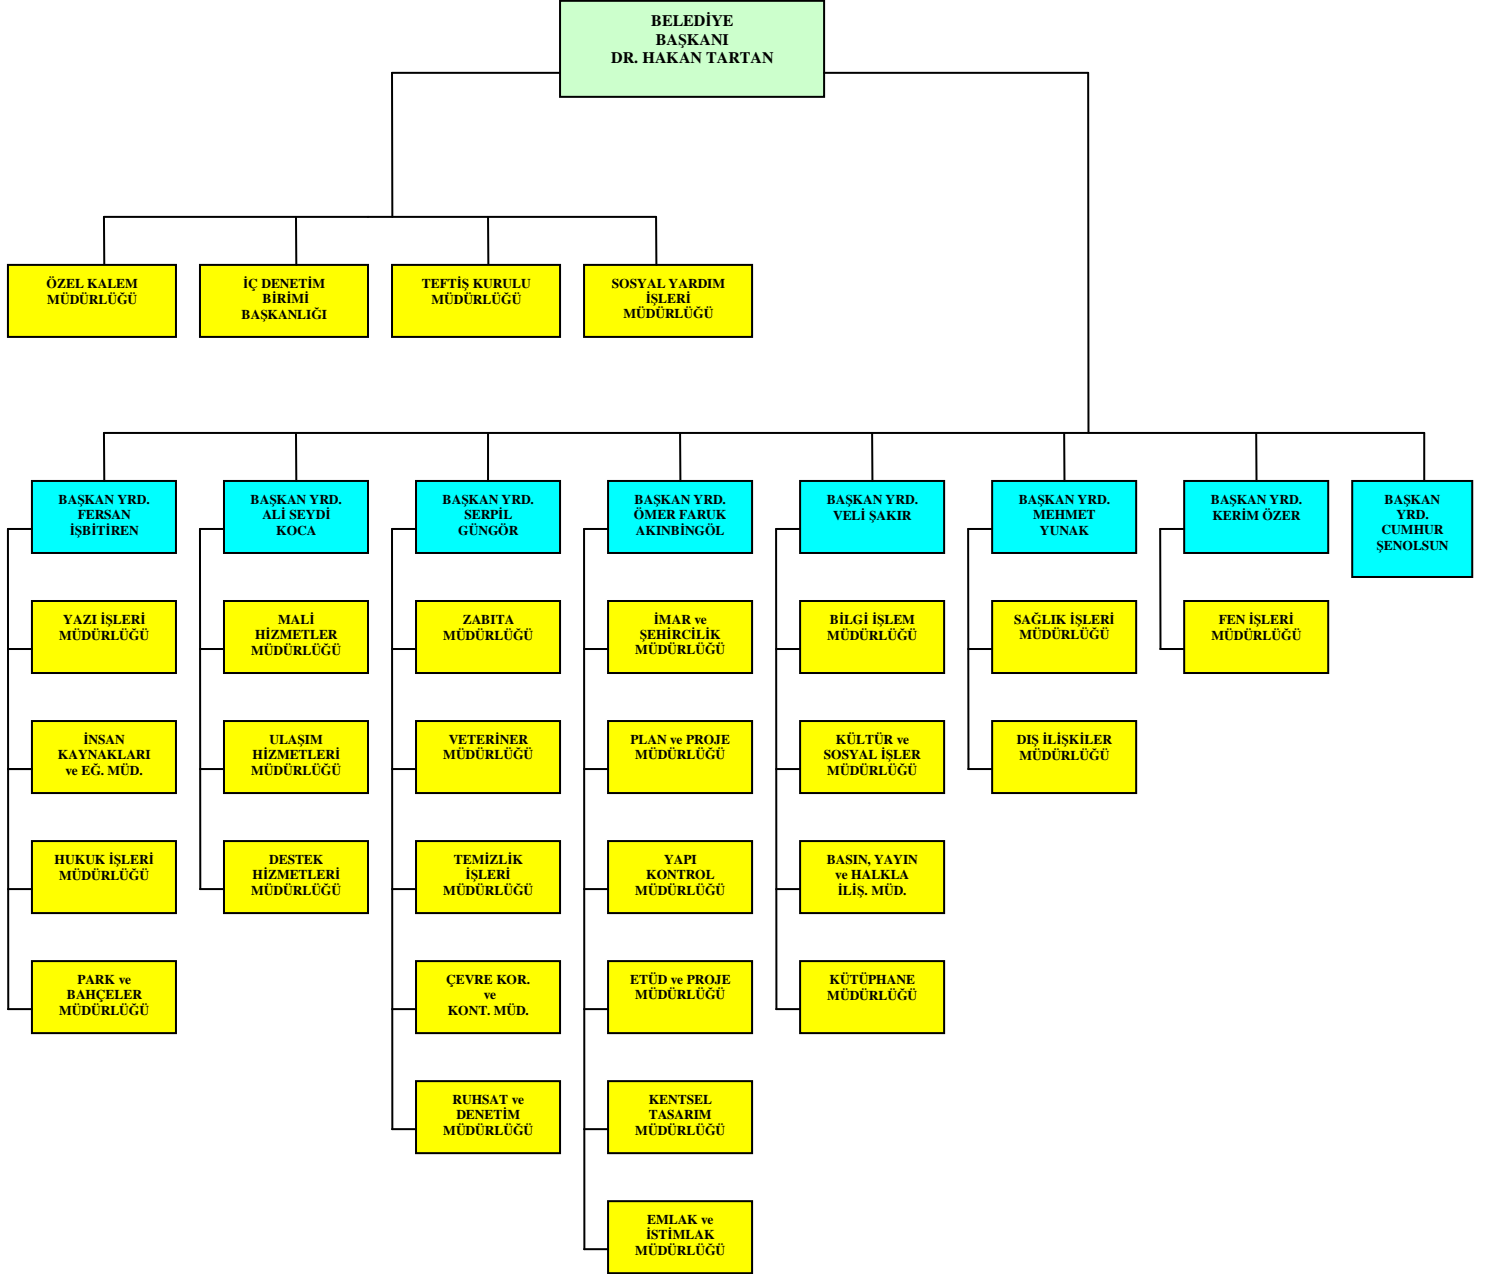 BELEDİYE
BAŞKANI
DR. HAKAN TARTAN
ÖZEL KALEM
MÜDÜRLÜĞÜ
İÇ DENETİM
BİRİMİ
BAŞKANLIĞI
TEFTİŞ KURULU
MÜDÜRLÜĞÜ
SOSYAL YARDIM
İŞLERİ
MÜDÜRLÜĞÜ
BAŞKAN YRD.
FERSAN
İŞBİTİREN
BAŞKAN YRD.
ALİ SEYDİ
KOCA
BAŞKAN YRD.
SERPİL
GÜNGÖR
BAŞKAN YRD.
ÖMER FARUK
AKINBİNGÖL
BAŞKAN YRD.
VELİ ŞAKIR
BAŞKAN YRD.
MEHMET
YUNAK
BAŞKAN YRD.
KERİM ÖZER
BAŞKAN
YRD.
CUMHUR
ŞENOLSUN
YAZI İŞLERİ
MÜDÜRLÜĞÜ
MALİ
HİZMETLER
MÜDÜRLÜĞÜ
ZABITA
MÜDÜRLÜĞÜ
İMAR ve
ŞEHİRCİLİK
MÜDÜRLÜĞÜ
BİLGİ İŞLEM
MÜDÜRLÜĞÜ
SAĞLIK İŞLERİ
MÜDÜRLÜĞÜ
FEN İŞLERİ
MÜDÜRLÜĞÜ
İNSAN
KAYNAKLARI
ve EĞ. MÜD.
ULAŞIM
HİZMETLERİ
MÜDÜRLÜĞÜ
VETERİNER
MÜDÜRLÜĞÜ
PLAN ve PROJE
MÜDÜRLÜĞÜ
KÜLTÜR ve
SOSYAL İŞLER
MÜDÜRLÜĞÜ
DIŞ İLİŞKİLER
MÜDÜRLÜĞÜ
HUKUK İŞLERİ
MÜDÜRLÜĞÜ
DESTEK
HİZMETLERİ
MÜDÜRLÜĞÜ
TEMİZLİK
İŞLERİ
MÜDÜRLÜĞÜ
YAPI
KONTROL
MÜDÜRLÜĞÜ
BASIN, YAYIN
ve HALKLA
İLİŞ. MÜD.
PARK ve
BAHÇELER
MÜDÜRLÜĞÜ
ÇEVRE KOR.
ve
KONT. MÜD.
ETÜD ve PROJE
MÜDÜRLÜĞÜ
KÜTÜPHANE
MÜDÜRLÜĞÜ
RUHSAT ve
DENETİM
MÜDÜRLÜĞÜ
KENTSEL
TASARIM
MÜDÜRLÜĞÜ
EMLAK ve
İSTİMLAK
MÜDÜRLÜĞÜ